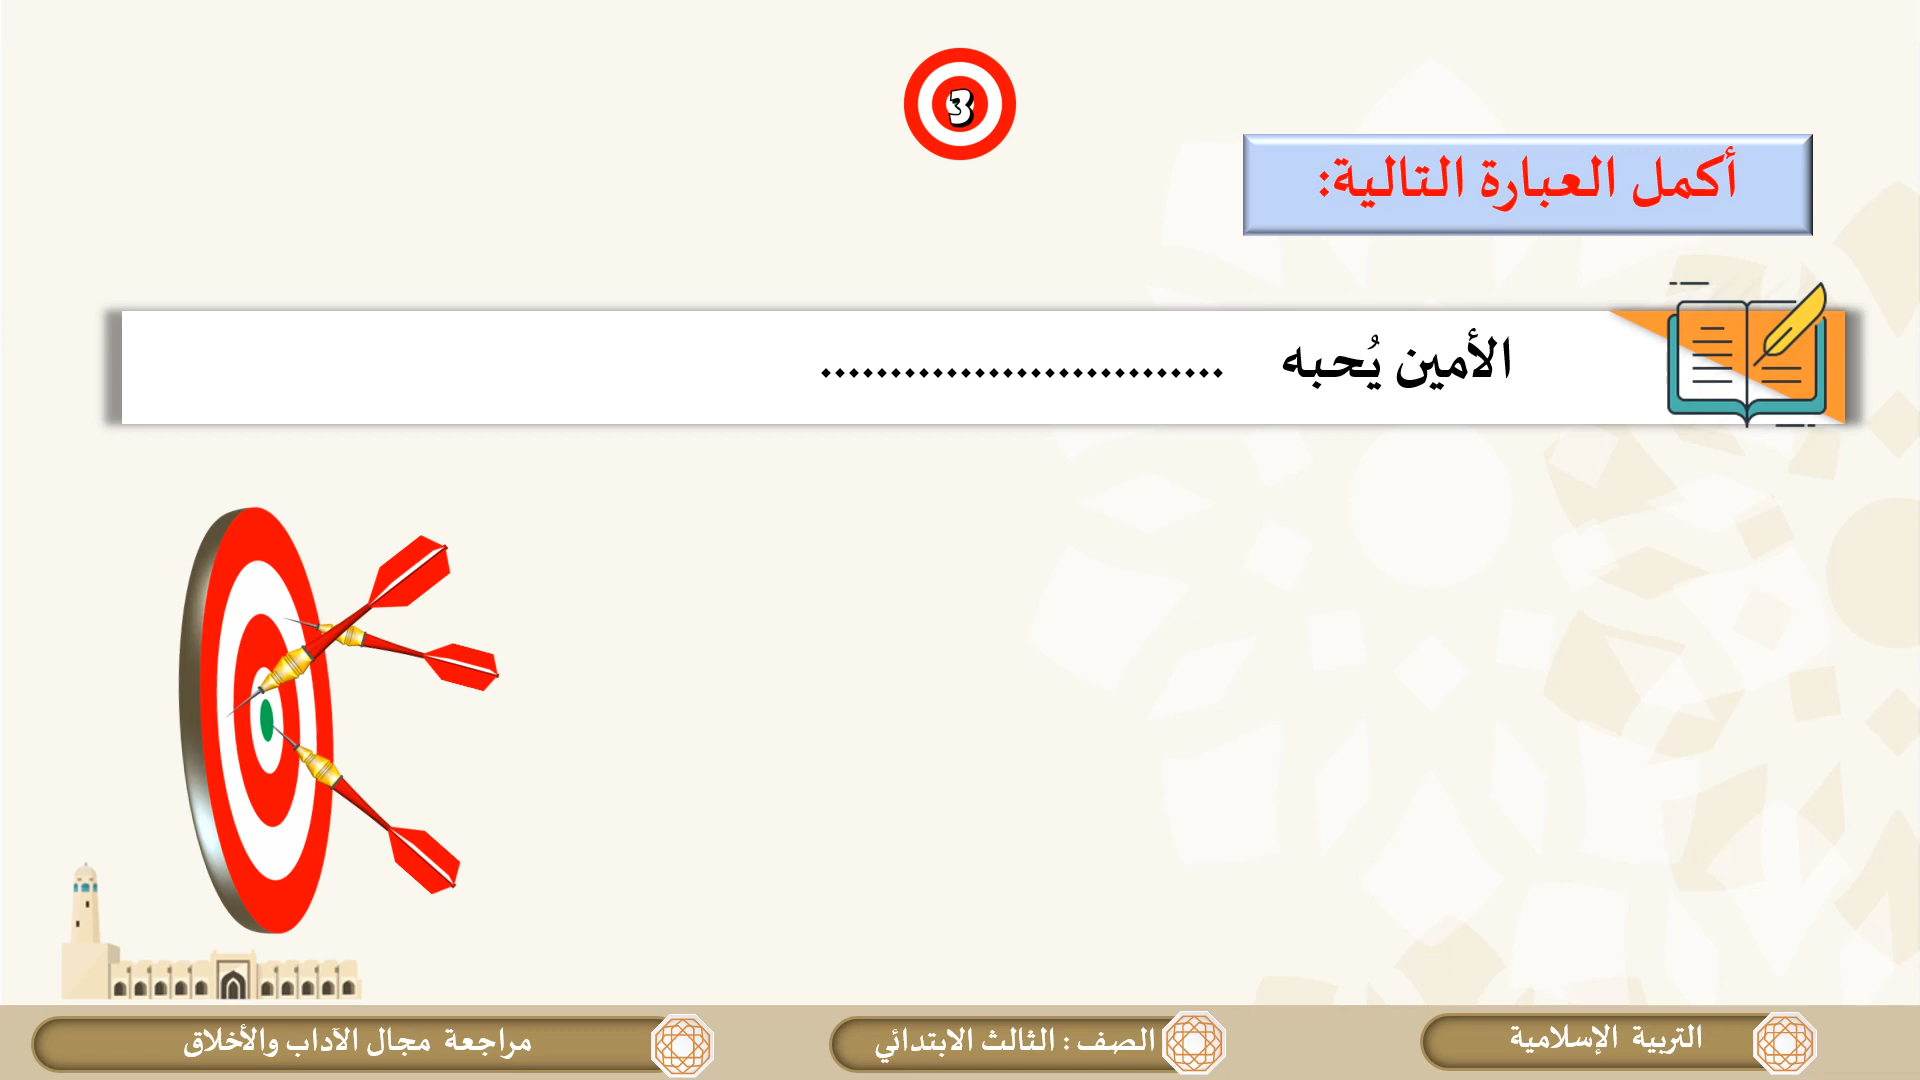 3
أكمل العبارة التالية:
الأمين يُحبه ..............................
التربية الإسلامية
الصف : الثالث الابتدائي
مراجعة مجال الآداب والأخلاق